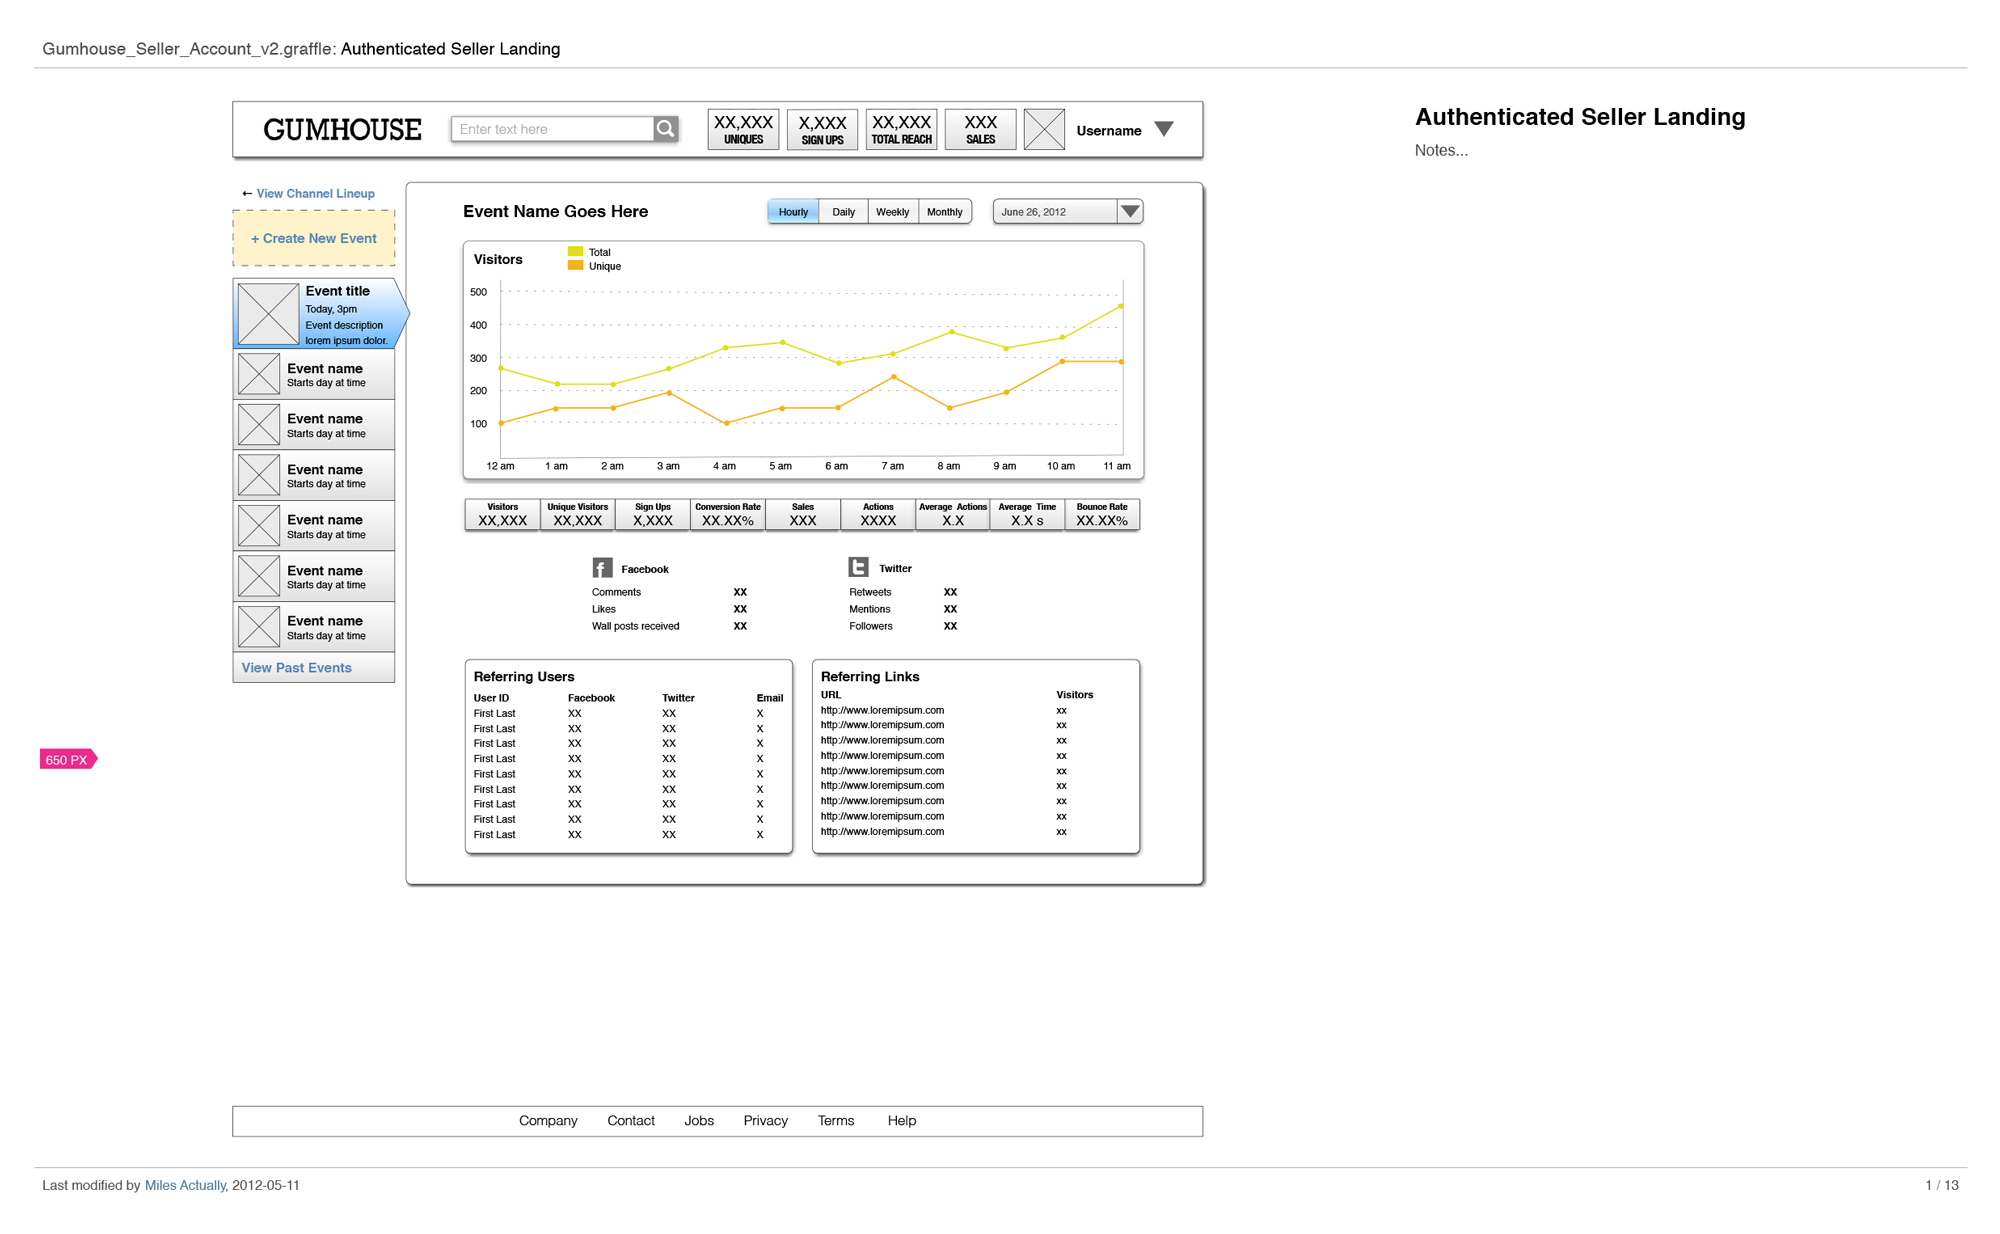 Gumhouse_Seller_Account_v2.graffle: Authenticated Seller Landing
GUMHOUSE
Enter text here
XX,XXX
UNIQUES
X,XXX
SIGN UPS
XX,XXX
TOTAL REACH
XXX
SALES
Username
Authenticated Seller Landing
Notes...
← View Channel Lineup
+ Create New Event
Event title
Today, 3pm
Event description
lorem ipsum dolor.
Event name
Starts day at time
Event name
Starts day at time
Event name
Starts day at time
Event name
Starts day at time
Event name
Starts day at time
Event name
Starts day at time
View Past Events
650 PX
Event Name Goes Here
Hourly Daily Weekly Monthly
June 26, 2012
Visitors
Total
Unique
500
400
300
200
100
12 am 1 am 2 am 3 am 4 am 5 am 6 am 7 am 8 am 9 am 10 am 11 am
Visitors Unique Visitors Sign Ups Conversion Rate Sales Actions Average Actions Average Time Bounce Rate
XX,XXX XX,XXX X,XXX XX.XX% XXX XXXX X.X X.X s XX.XX%
Facebook
Comments XX
Likes XX
Wall posts received XX
Twitter
Retweets XX
Mentions XX
Followers XX
Referring Users
User ID Facebook Twitter Email
First Last XX XX X
First Last XX XX X
First Last XX XX X
First Last XX XX X
First Last XX XX X
First Last XX XX X
First Last XX XX X
First Last XX XX X
First Last XX XX X
Referring Links
URL Visitors
http://www.loremipsum.com xx
http://www.loremipsum.com xx
http://www.loremipsum.com xx
http://www.loremipsum.com xx
http://www.loremipsum.com xx
http://www.loremipsum.com xx
http://www.loremipsum.com xx
http://www.loremipsum.com xx
http://www.loremipsum.com xx
Company Contact Jobs Privacy Terms Help
Last modified by Miles Actually, 2012-05-11
1 / 13